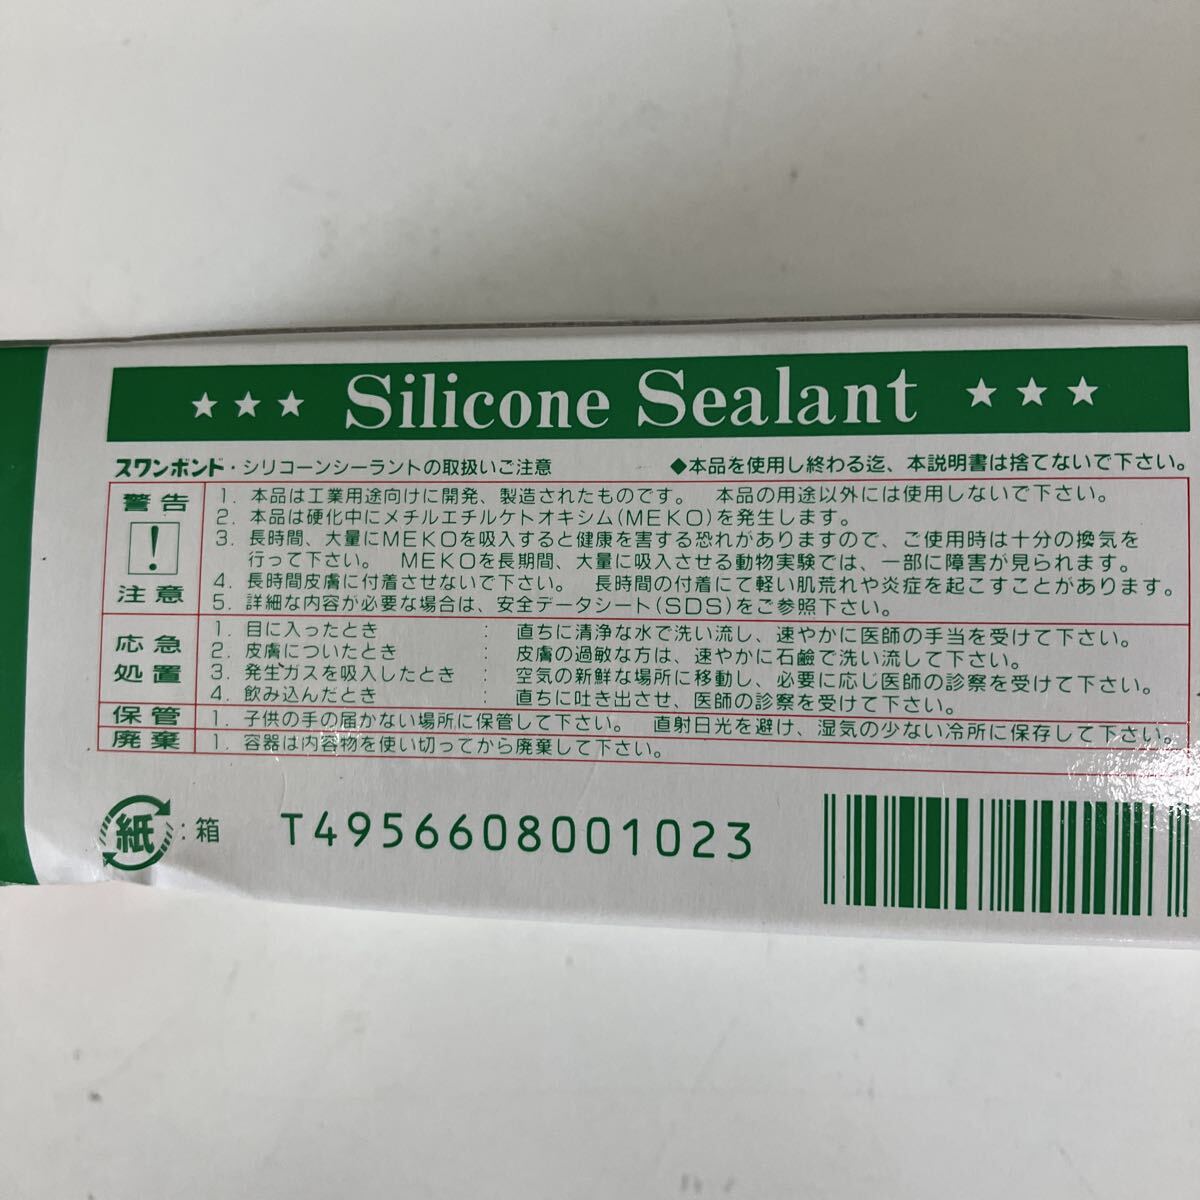 ★★★ Silicone Sealant ★★★
スワンボンド・シリコーンシーラントの取扱いご注意 ◆本品を使用し終わる迄、本説明書は捨てないで下さい。
警告
!
注意
1. 本品は工業用途向けに開発、製造されたものです。 本品の用途以外には使用しないで下さい。
2. 本品は硬化中にメチルエチルケトオキシム(MEKO)を発生します。
3. 長時間、大量にMEKOを吸入すると健康を害する恐れがありますので、ご使用時は十分の換気を
行って下さい。 MEKOを長期間、大量に吸入させる動物実験では、一部に障害が見られます。
4. 長時間皮膚に付着させないで下さい。 長時間の付着にて軽い肌荒れや炎症を起こすことがあります。
5. 詳細な内容が必要な場合は、安全データシート(SDS)をご参照下さい。
応急
処置
1. 目に入ったとき : 直ちに清浄な水で洗い流し、速やかに医師の手当を受けて下さい。
2. 皮膚についたとき : 皮膚の過敏な方は、速やかに石鹸で洗い流して下さい。
3. 発生ガスを吸入したとき : 空気の新鮮な場所に移動し、必要に応じ医師の診察を受けて下さい。
4. 飲み込んだとき : 直ちに吐き出させ、医師の診察を受けて下さい。
保管 1. 子供の手の届かない場所に保管して下さい。 直射日光を避け、湿気の少ない冷所に保存して下さい。
廃棄 1. 容器は内容物を使い切ってから廃棄して下さい。
紙 : 箱 T4956608001023